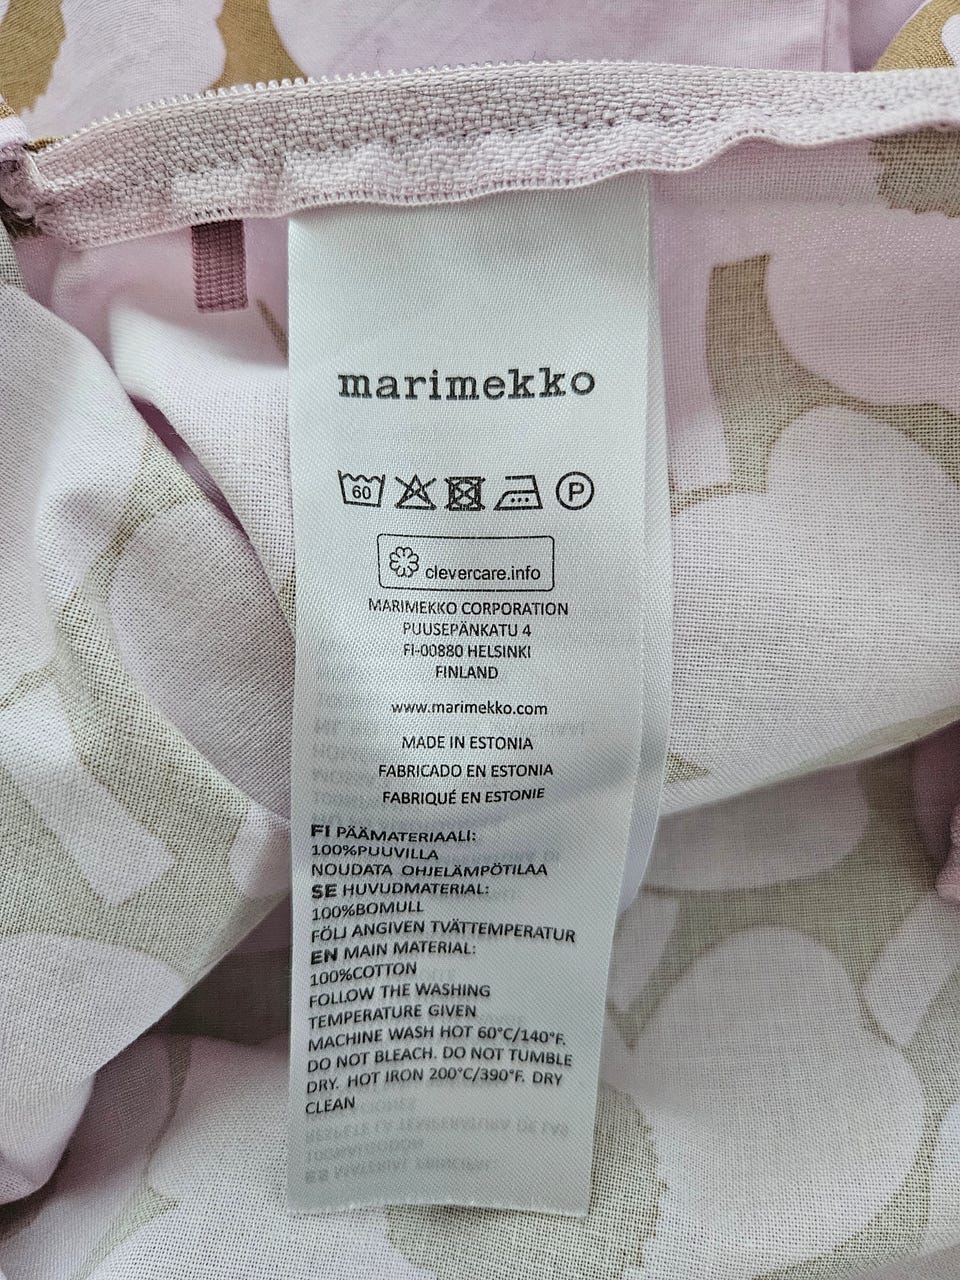 marimekko
60 P
clevercare.info
MARIMEKKO CORPORATION
PUUSEPÄNKATU 4
FI-00880 HELSINKI
FINLAND
www.marimekko.com
MADE IN ESTONIA
FABRICADO EN ESTONIA
FABRIQUÉ EN ESTONIE
FI PÄÄMATERIAALI:
100%PUUVILLA
NOUDATA OHJELÄMPÖTILAA
SE HUVUDMATERIAL:
100%BOMULL
FÖLJ ANGIVEN TVÄTTEMPERATUR
EN MAIN MATERIAL:
100%COTTON
FOLLOW THE WASHING
TEMPERATURE GIVEN
MACHINE WASH HOT 60°C/140°F.
DO NOT BLEACH. DO NOT TUMBLE
DRY. HOT IRON 200°C/390°F. DRY
CLEAN